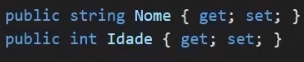 public string Nome { get; set; }
public int Idade { get; set; }